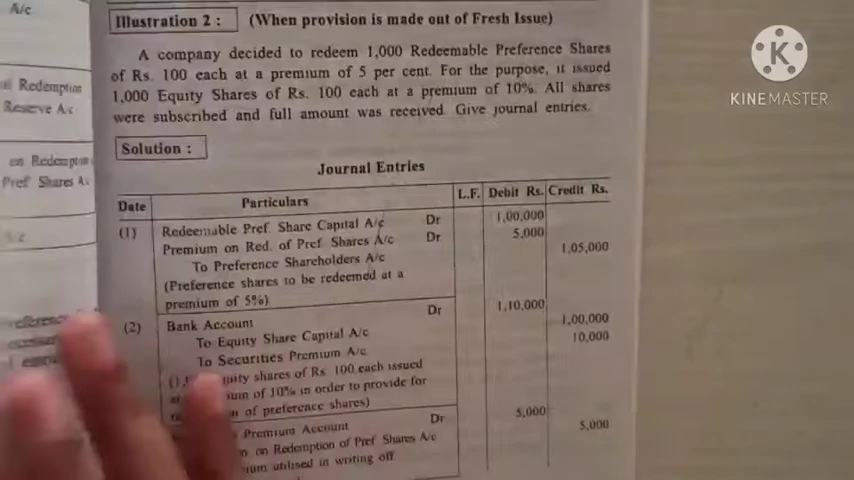 A/c
Redemption
Reserve A/c
on Redemption
Pref Shares A/c
Illustration 2 : (When provision is made out of Fresh Issue)
A company decided to redeem 1,000 Redeemable Preference Shares
of Rs. 100 each at a premium of 5 per cent. For the purpose, it issued
1,000 Equity Shares of Rs. 100 each at a premium of 10%. All shares
were subscribed and full amount was received. Give journal entries.
Solution :
Journal Entries
Date Particulars L.F. Debit Rs. Credit Rs.
(1) Redeemable Pref. Share Capital A/c Dr 1,00,000
Premium on Red. of Pref Shares A/c Dr 5,000
To Preference Shareholders A/c 1,05,000
(Preference shares to be redeemed at a
premium of 5%)
(2) Bank Account Dr 1,10,000
To Equity Share Capital A/c 1,00,000
To Securities Premium A/c 10,000
shares of Rs 100 each issued
of 10% in order to provide for
of preference shares)
Premium Account Dr 5,000
on Redemption of Pref Shares A/c 5,000
utilised in writing off
K
KINEMASTER